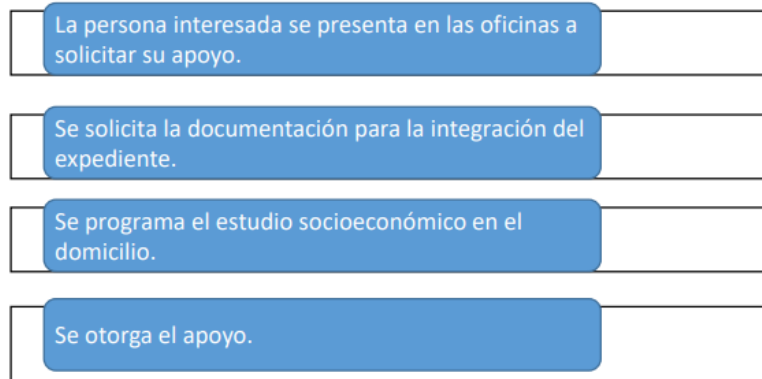 La persona interesada se presenta en las oficinas a
solicitar su apoyo.
Se solicita la documentación para la integración del
expediente.
Se programa el estudio socioeconómico en el
domicilio.
Se otorga el apoyo.